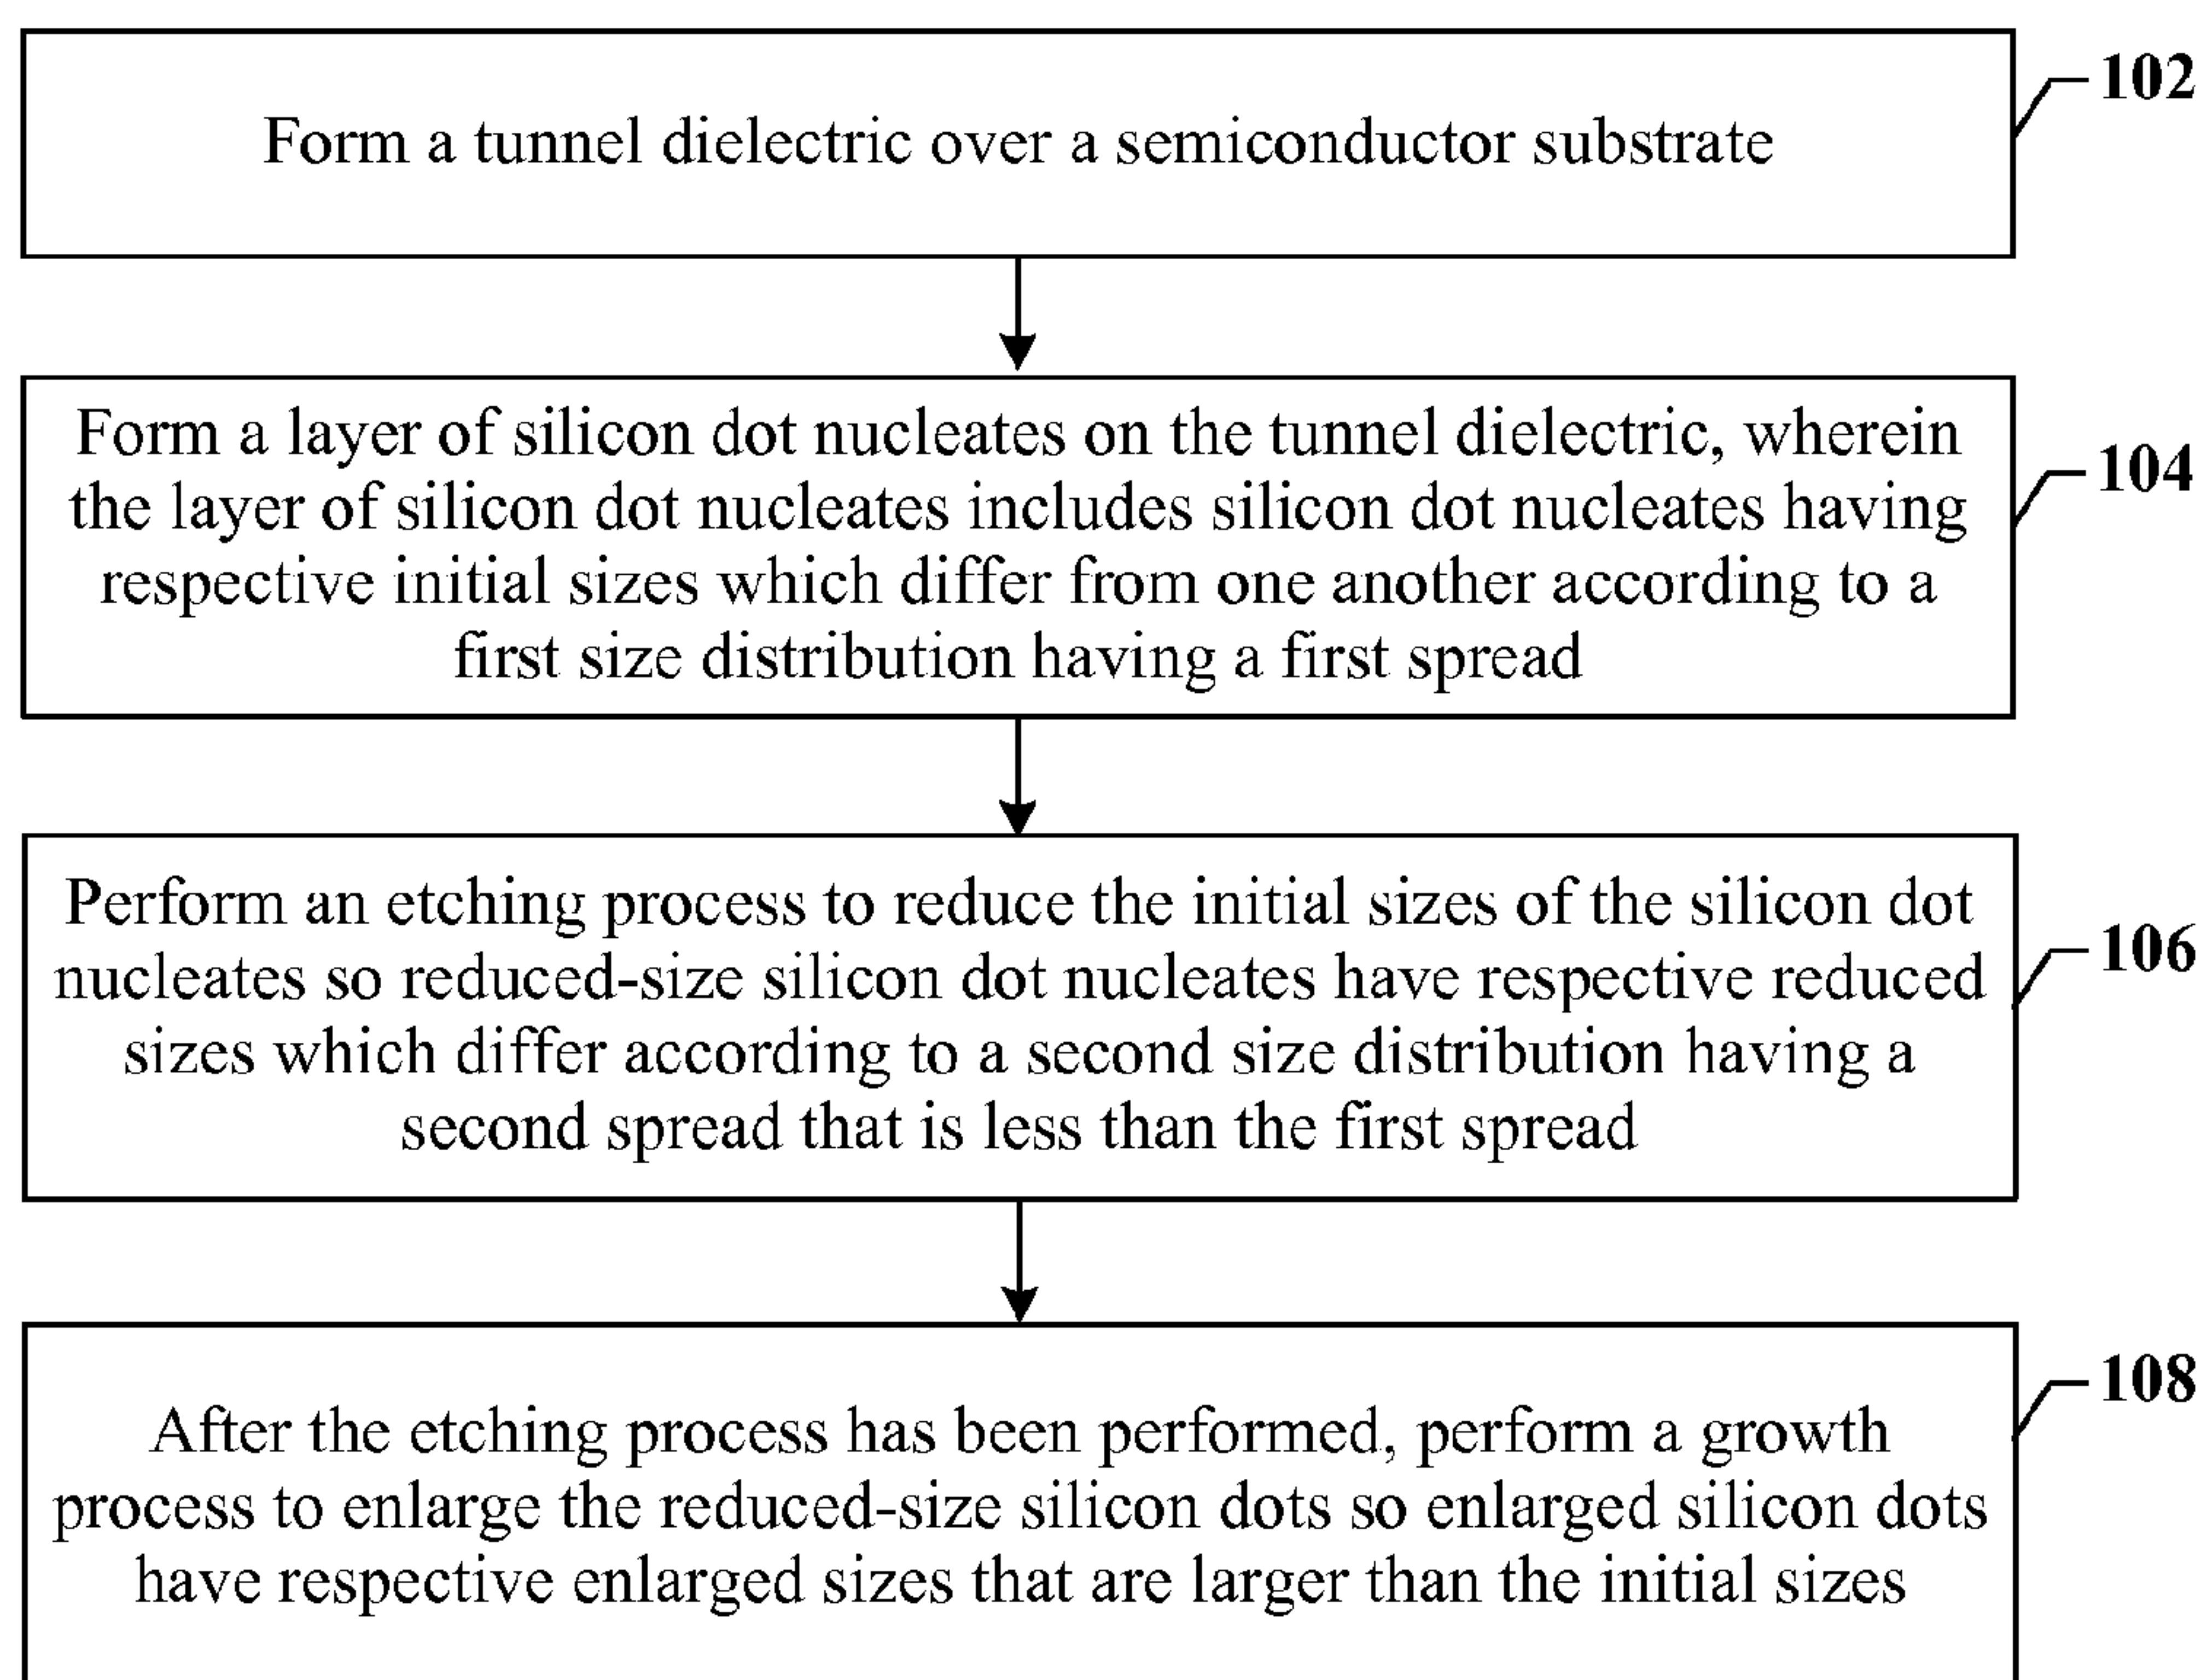 102
Form a tunnel dielectric over a semiconductor substrate
Form a layer of silicon dot nucleates on the tunnel dielectric, wherein
the layer of silicon dot nucleates includes silicon dot nucleates having
respective initial sizes which differ from one another according to a
first size distribution having a first spread
104
Perform an etching process to reduce the initial sizes of the silicon dot
nucleates so reduced-size silicon dot nucleates have respective reduced
sizes which differ according to a second size distribution having a
second spread that is less than the first spread
106
After the etching process has been performed, perform a growth
process to enlarge the reduced-size silicon dots so enlarged silicon dots
have respective enlarged sizes that are larger than the initial sizes
108